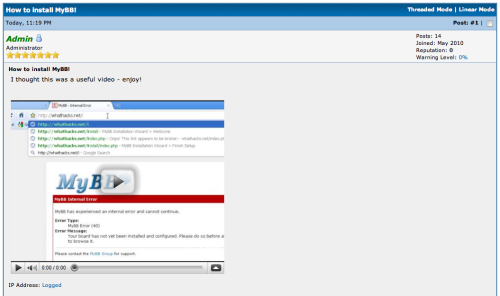 How to install MyBB!
Threaded Mode | Linear Mode
Today, 11:19 PM
Post: #1 |
Admin
Administrator
Posts: 14
Joined: May 2010
Reputation: 0
Warning Level: 0%
How to install MyBB!
I thought this was a useful video - enjoy!
MyBB - Internal Error
http://whathacks.net/
http://whathacks.net/i
http://whathacks.net/install - MyBB Installation Wizard > Welcome
http://whathacks.net/index.php - Oops! This link appears to be broken - whathacks.net/index.ph
http://whathacks.net/install/index.php - MyBB Installation Wizard > Finish Setup
http://whathacks.net/ - Google Search
MyBB
MyBB Internal Error
MyBB has experienced an internal error and cannot continue.
Error Type:
MyBB Error (40)
Error Message:
Your board has not yet been installed and configured. Please do so before a
to browse it.
Please contact the MyBB Group for support.
0:00 / 0:00
IP Address: Logged